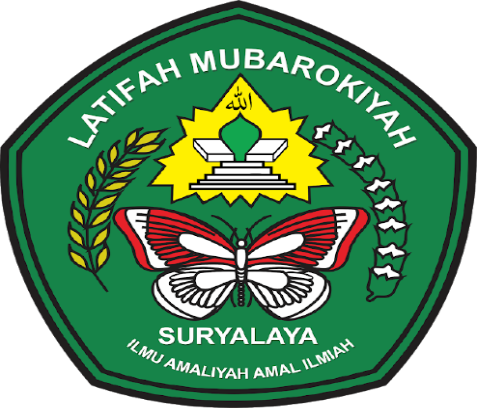 LATIFAH MUBAROKIYAH
الله
SURYALAYA
ILMU AMALIYAH AMAL ILMIAH